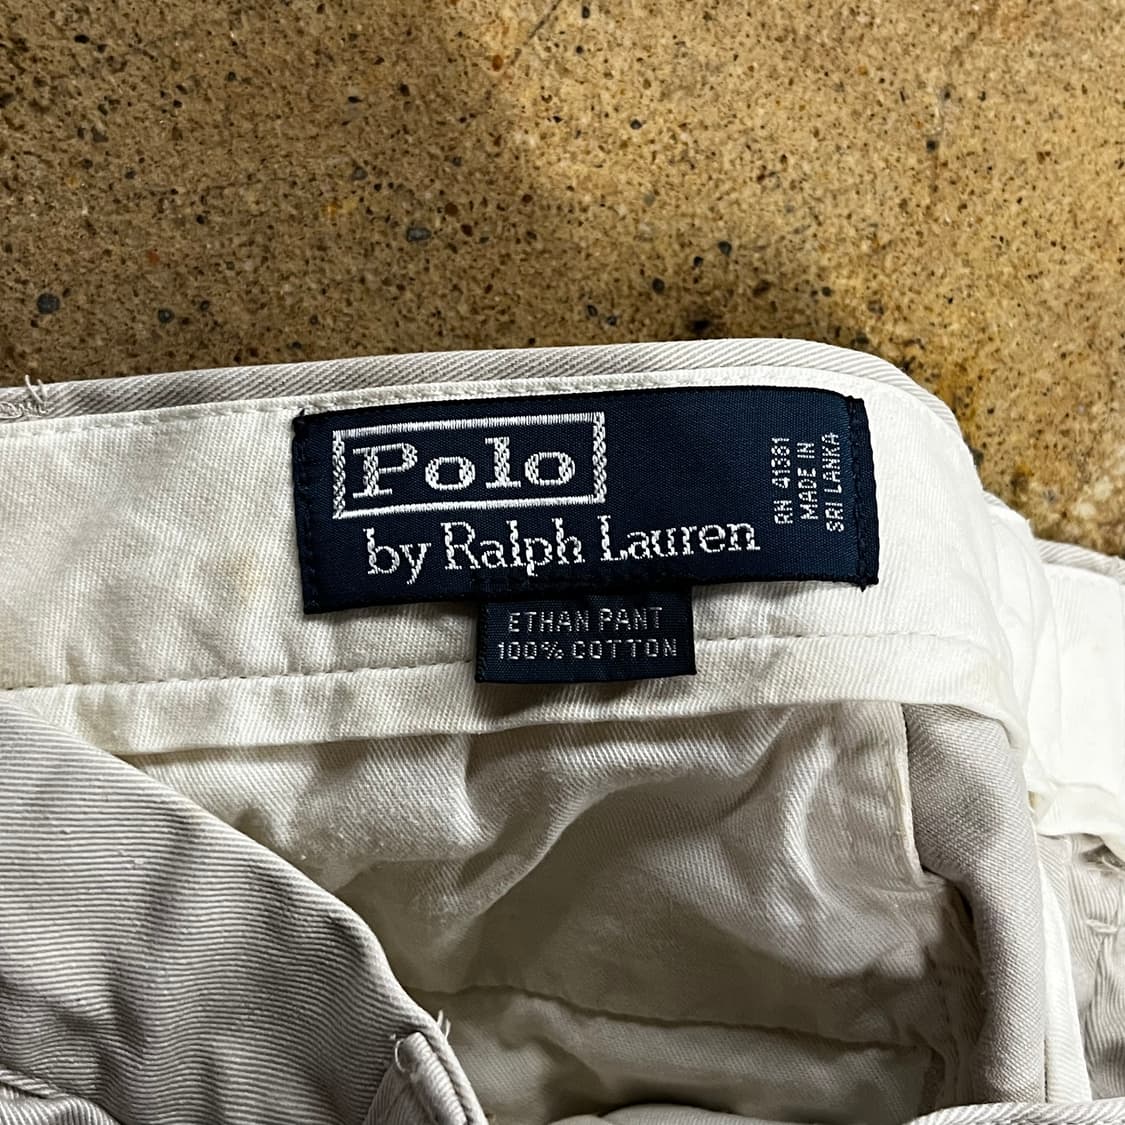 Polo
by Ralph Lauren
RN 41381
MADE IN
SRI LANKA
ETHAN PANT
100% COTTON